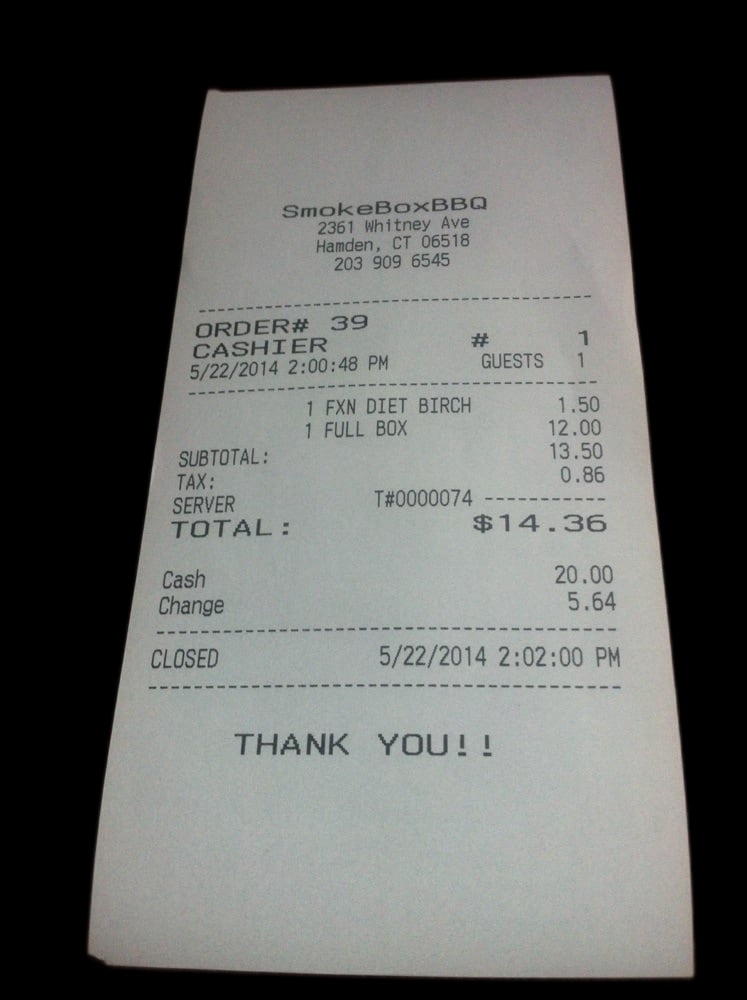 SmokeBoxBBQ
2361 Whitney Ave
Hamden, CT 06518
203 909 6545
ORDER# 39
CASHIER # 1
5/22/2014 2:00:48 PM GUESTS 1
1 FXN DIET BIRCH 1.50
1 FULL BOX 12.00
SUBTOTAL: 13.50
TAX: 0.86
SERVER T#0000074 -----------
TOTAL: $14.36
Cash 20.00
Change 5.64
CLOSED 5/22/2014 2:02:00 PM
THANK YOU!!